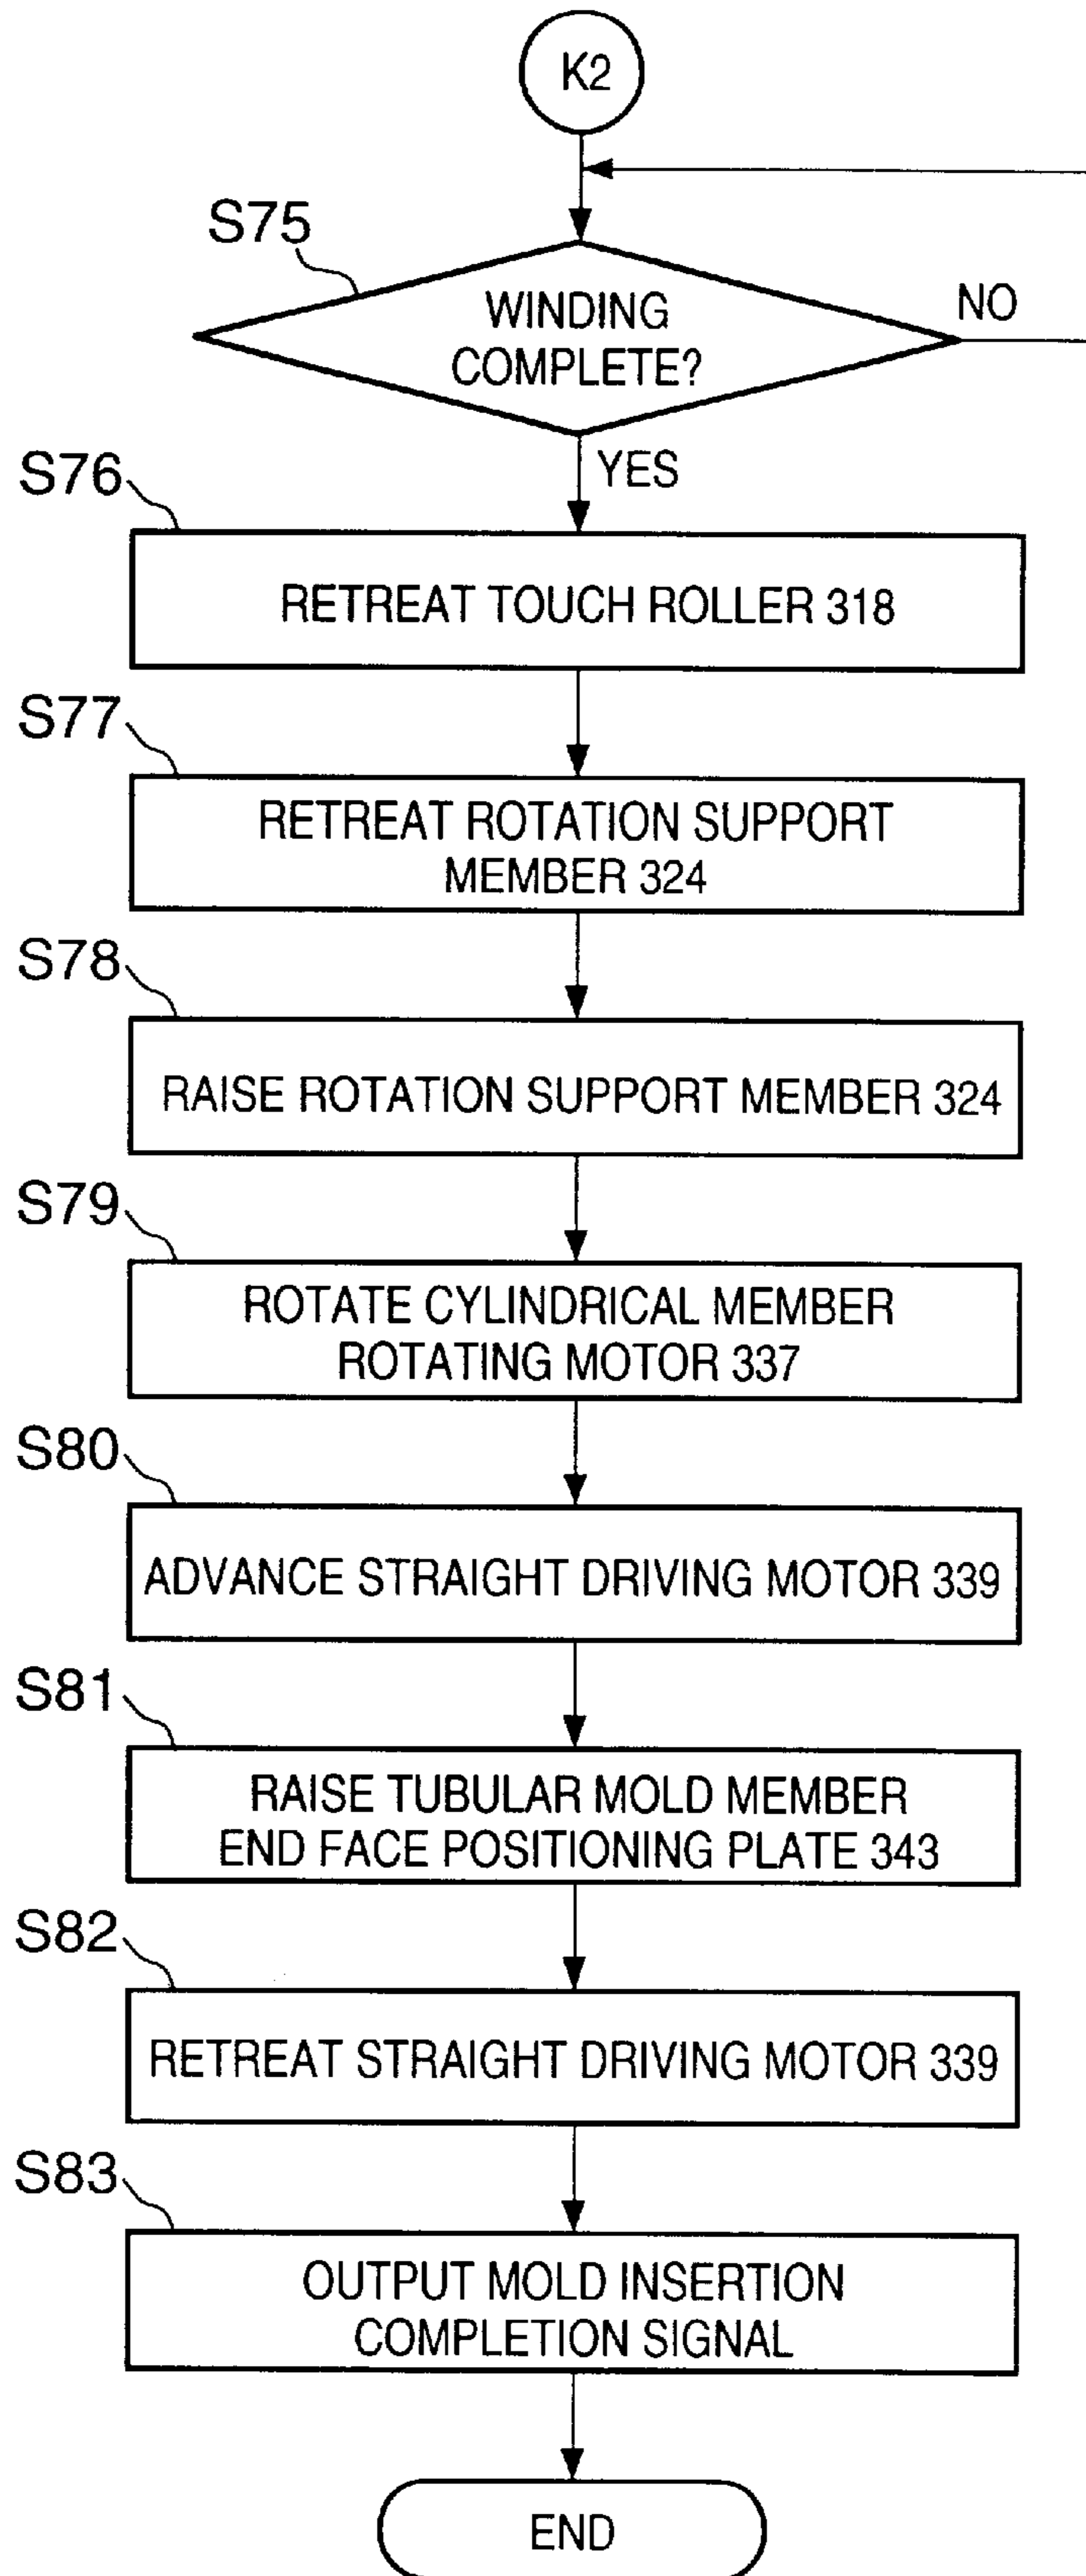 K2
S75
WINDING
COMPLETE?
NO
YES
S76
RETREAT TOUCH ROLLER 318
S77
RETREAT ROTATION SUPPORT
MEMBER 324
S78
RAISE ROTATION SUPPORT MEMBER 324
S79
ROTATE CYLINDRICAL MEMBER
ROTATING MOTOR 337
S80
ADVANCE STRAIGHT DRIVING MOTOR 339
S81
RAISE TUBULAR MOLD MEMBER
END FACE POSITIONING PLATE 343
S82
RETREAT STRAIGHT DRIVING MOTOR 339
S83
OUTPUT MOLD INSERTION
COMPLETION SIGNAL
END